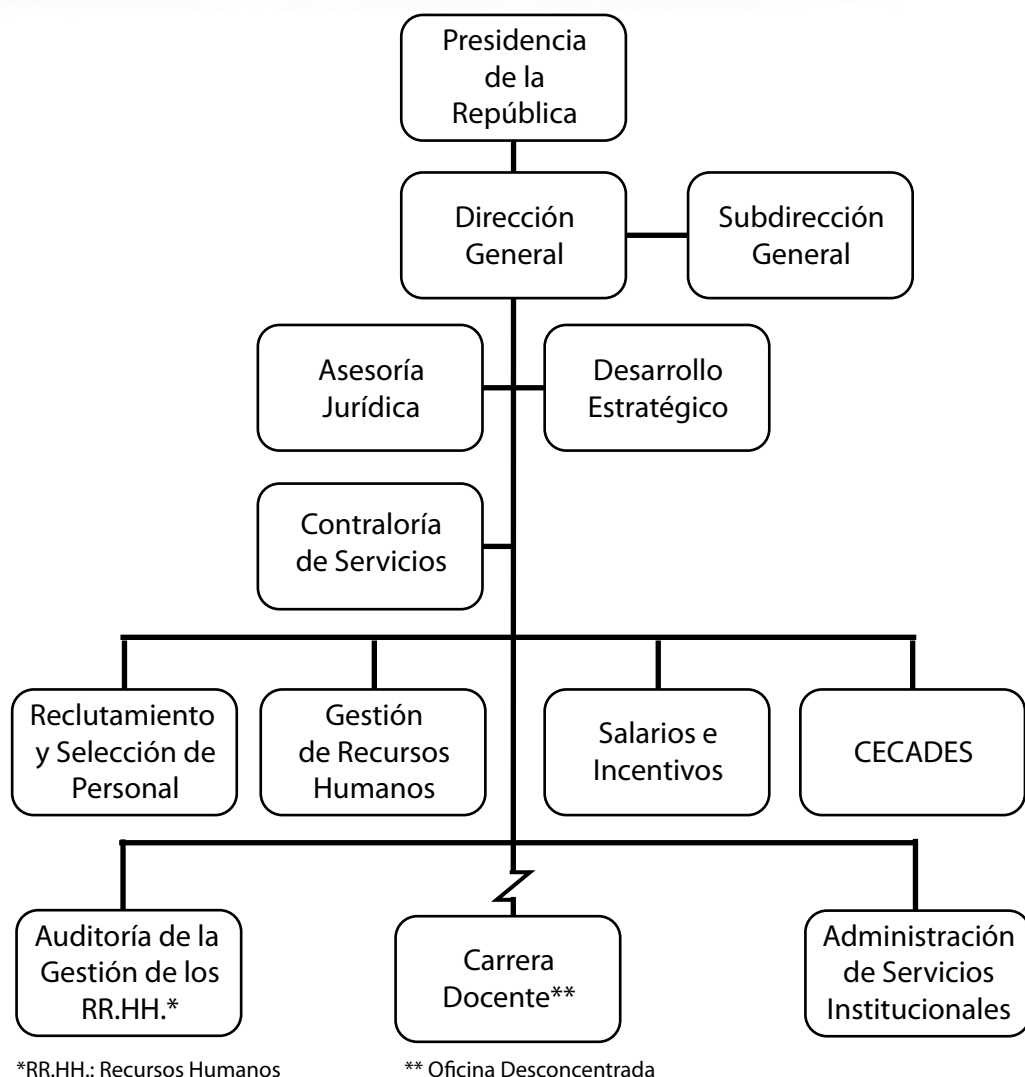 Presidencia
de la
República
Dirección
General
Subdirección
General
Asesoría
Jurídica
Desarrollo
Estratégico
Contraloría
de Servicios
Reclutamiento
y Selección de
Personal
Gestión
de Recursos
Humanos
Salarios e
Incentivos
CECADES
Auditoría de la
Gestión de los
RR.HH.*
Carrera
Docente**
Administración
de Servicios
Institucionales
*RR.HH.: Recursos Humanos
** Oficina Desconcentrada